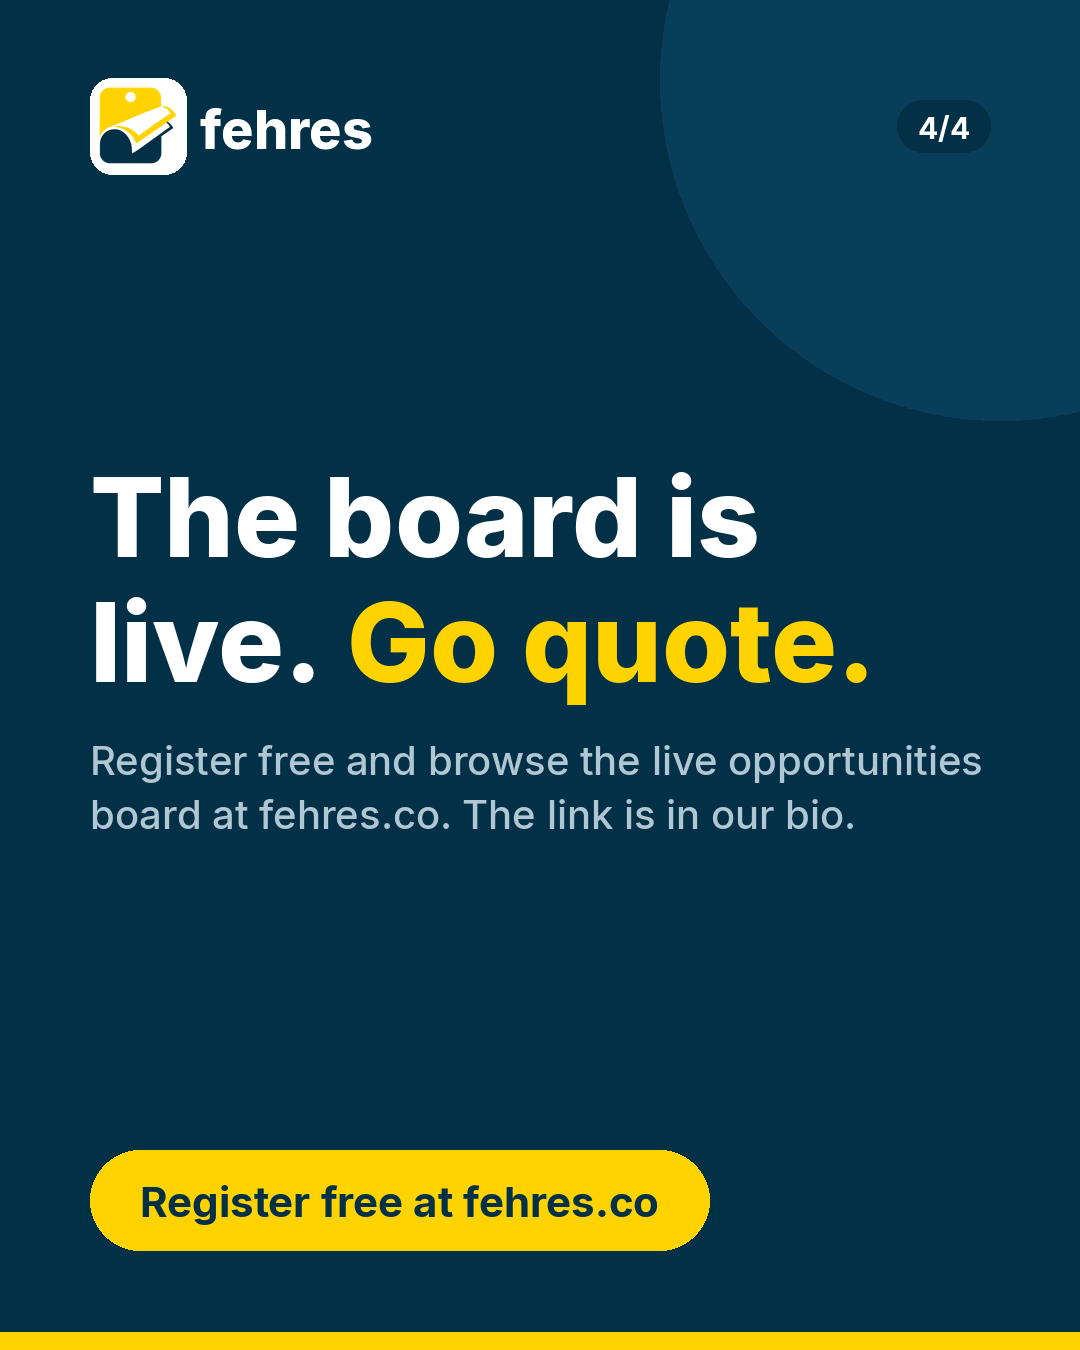 fehres
4/4
The board is
live. Go quote.
Register free and browse the live opportunities
board at fehres.co. The link is in our bio.
Register free at fehres.co